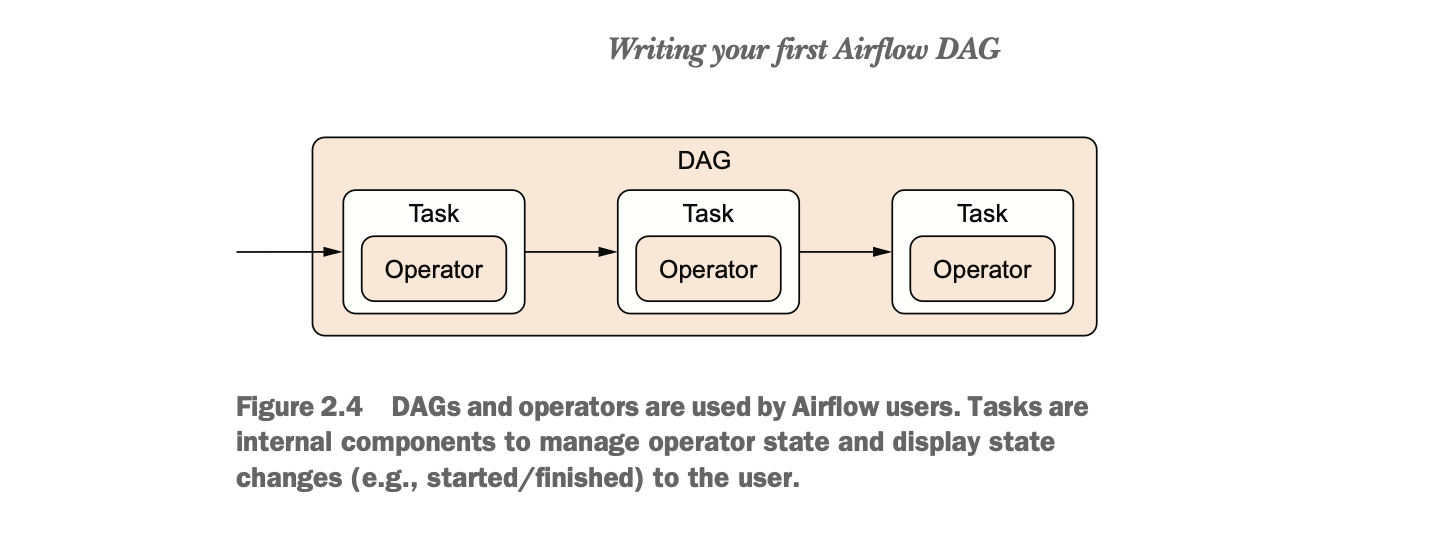 Writing your first Airflow DAG
DAG
Task
Task
Task
Operator
Operator
Operator
Figure 2.4 DAGs and operators are used by Airflow users. Tasks are
internal components to manage operator state and display state
changes (e.g., started/finished) to the user.